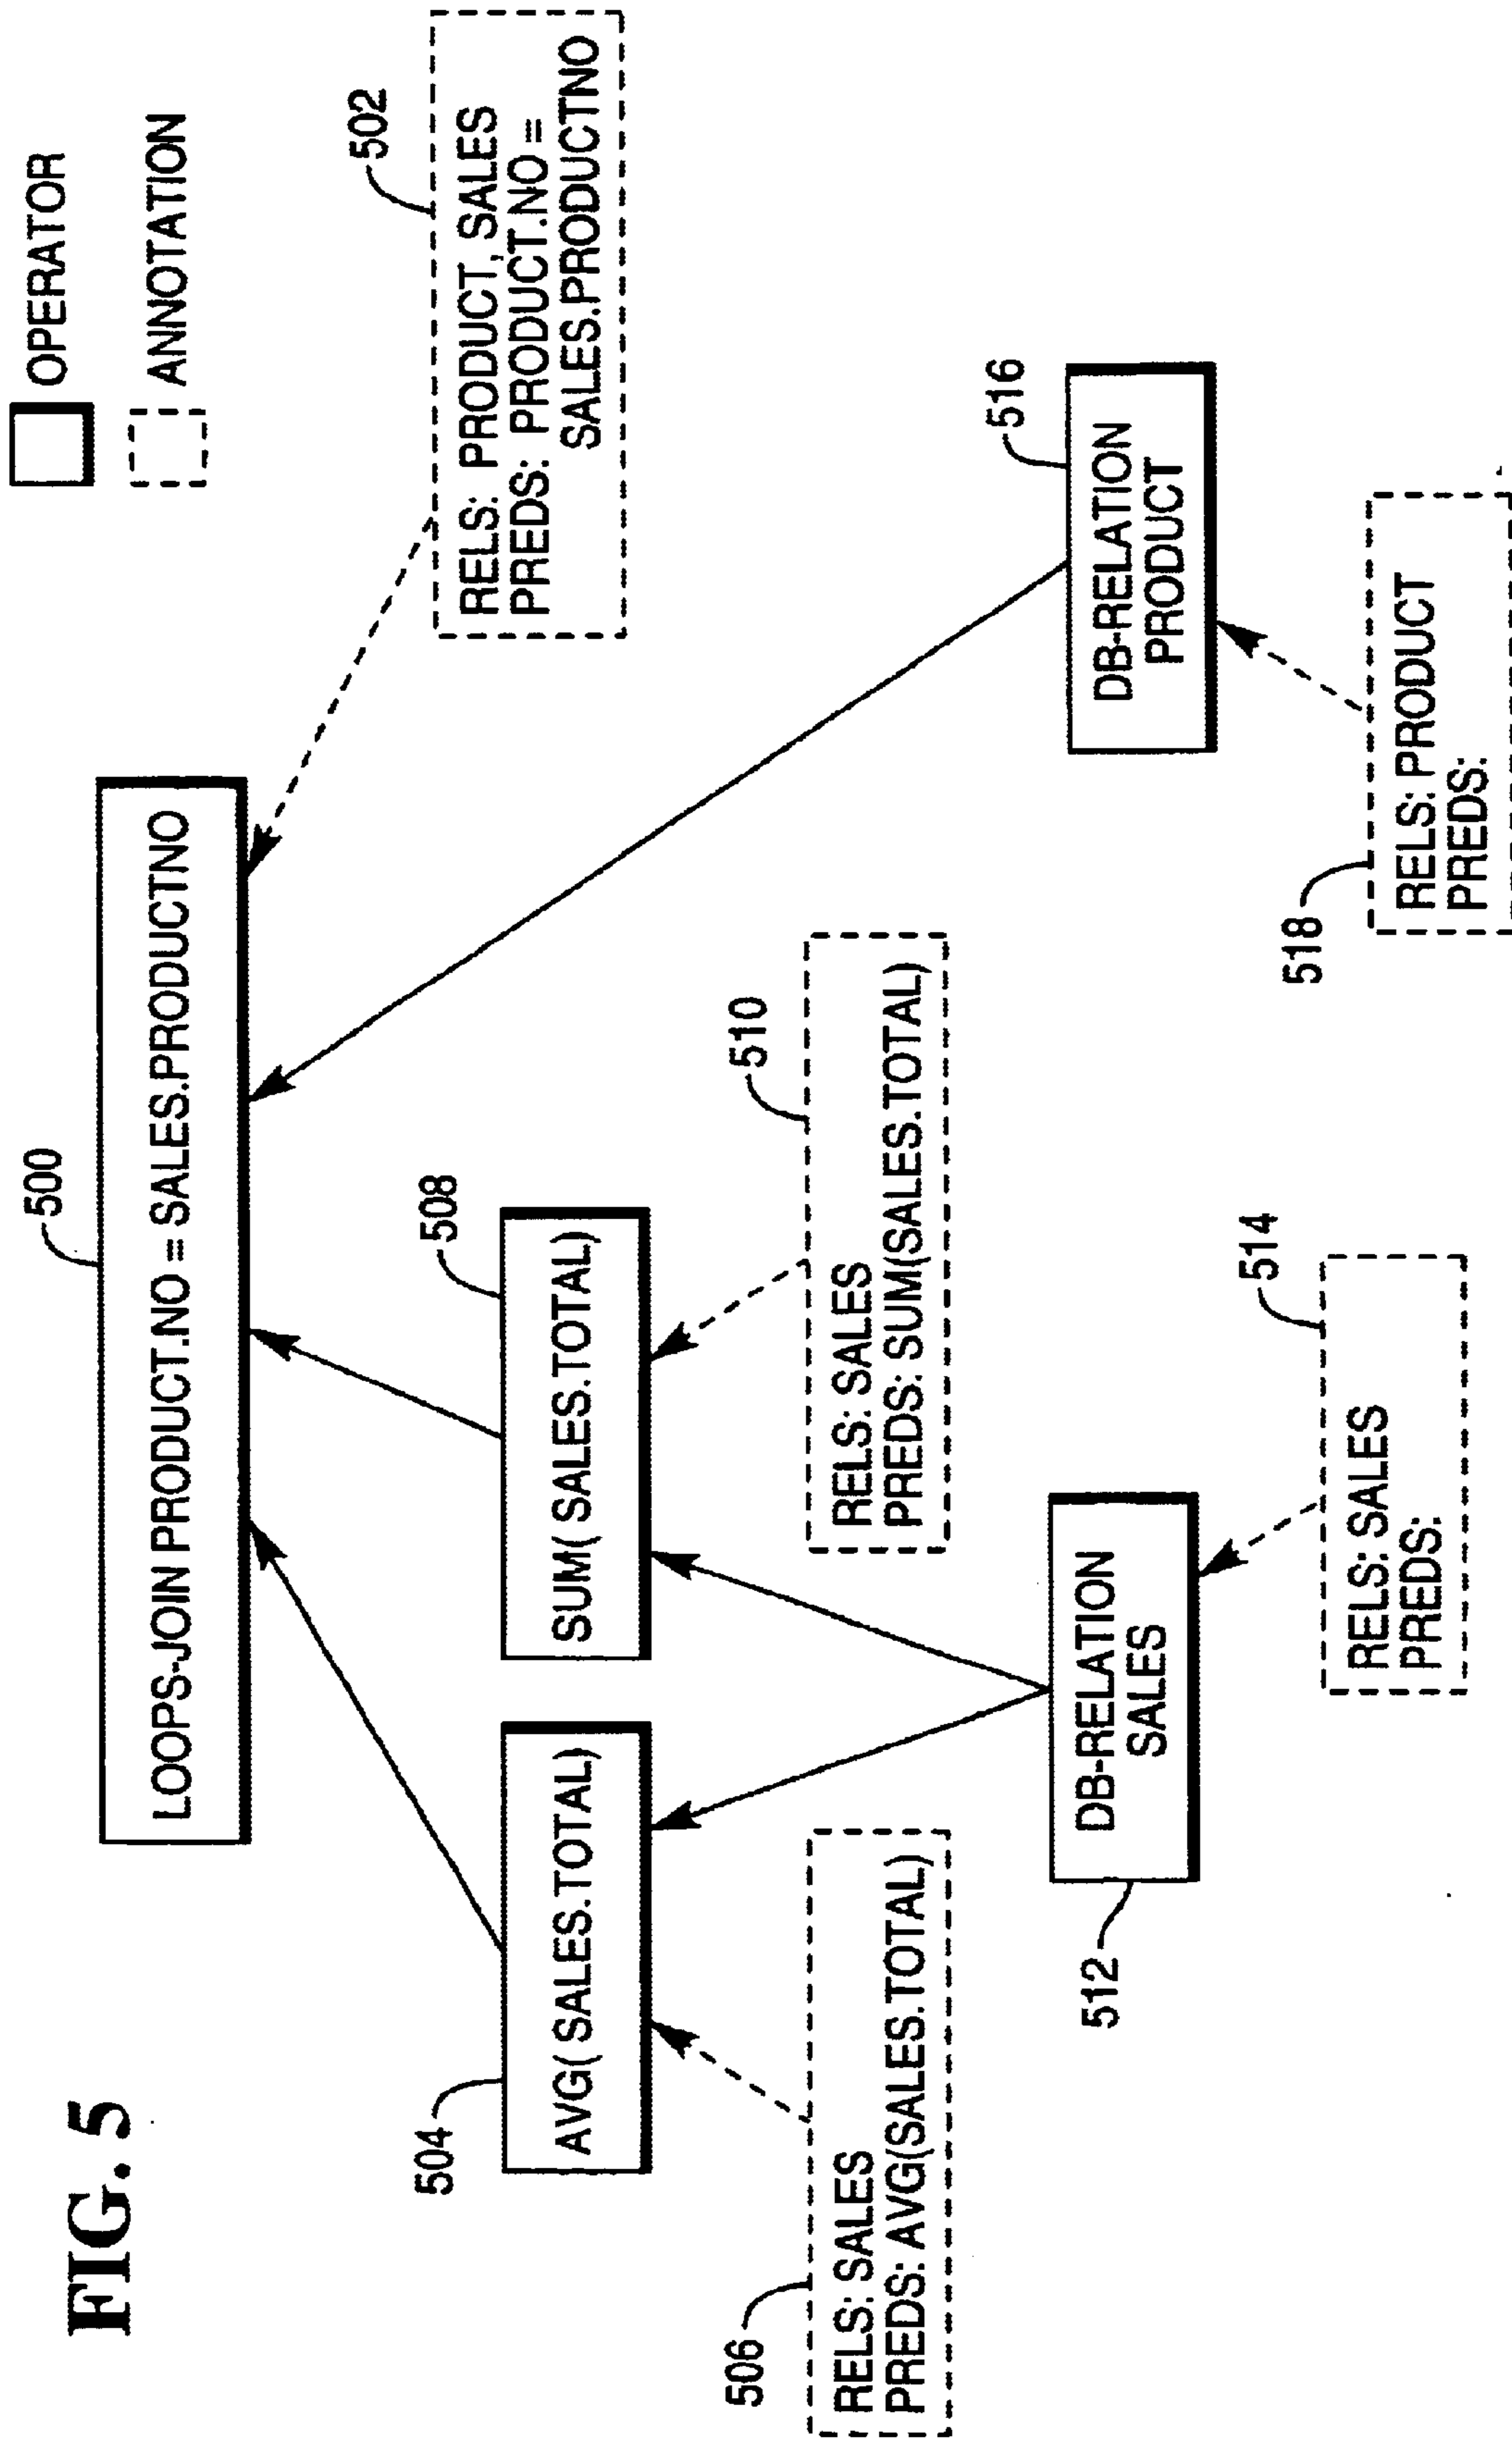 FIG. 5
OPERATOR
ANNOTATION
500
LOOPS-JOIN PRODUCT.NO = SALES.PRODUCTNO
502
RELS: PRODUCT, SALES
PREDS: PRODUCT.NO =
SALES.PRODUCTNO
504
AVG( SALES.TOTAL)
508
SUM( SALES.TOTAL)
506
RELS: SALES
PREDS: AVG(SALES.TOTAL)
510
RELS: SALES
PREDS: SUM(SALES.TOTAL)
512
DB-RELATION
SALES
516
DB-RELATION
PRODUCT
514
RELS: SALES
PREDS:
518
RELS: PRODUCT
PREDS: